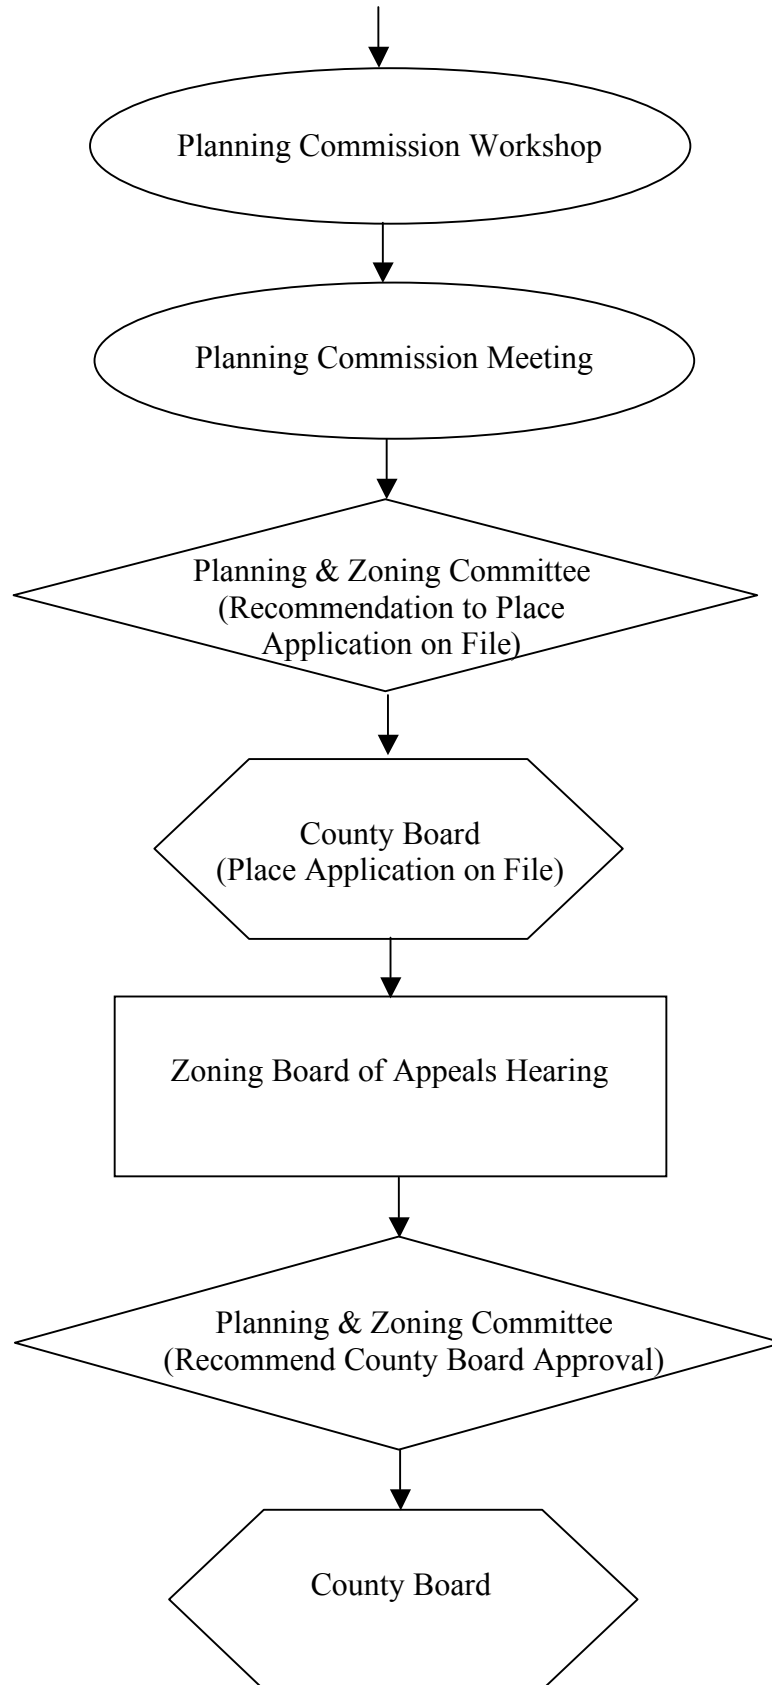 Planning Commission Workshop
Planning Commission Meeting
Planning & Zoning Committee
(Recommendation to Place
Application on File)
County Board
(Place Application on File)
Zoning Board of Appeals Hearing
Planning & Zoning Committee
(Recommend County Board Approval)
County Board